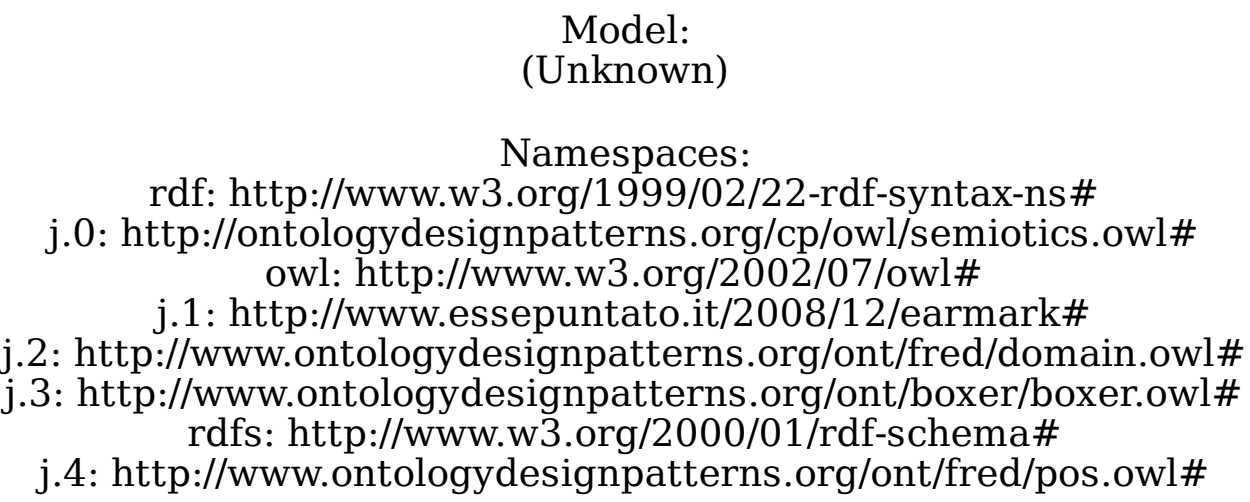 Model:
(Unknown)
Namespaces:
rdf: http://www.w3.org/1999/02/22-rdf-syntax-ns#
j.0: http://ontologydesignpatterns.org/cp/owl/semiotics.owl#
owl: http://www.w3.org/2002/07/owl#
j.1: http://www.essepuntato.it/2008/12/earmark#
j.2: http://www.ontologydesignpatterns.org/ont/fred/domain.owl#
j.3: http://www.ontologydesignpatterns.org/ont/boxer/boxer.owl#
rdfs: http://www.w3.org/2000/01/rdf-schema#
j.4: http://www.ontologydesignpatterns.org/ont/fred/pos.owl#